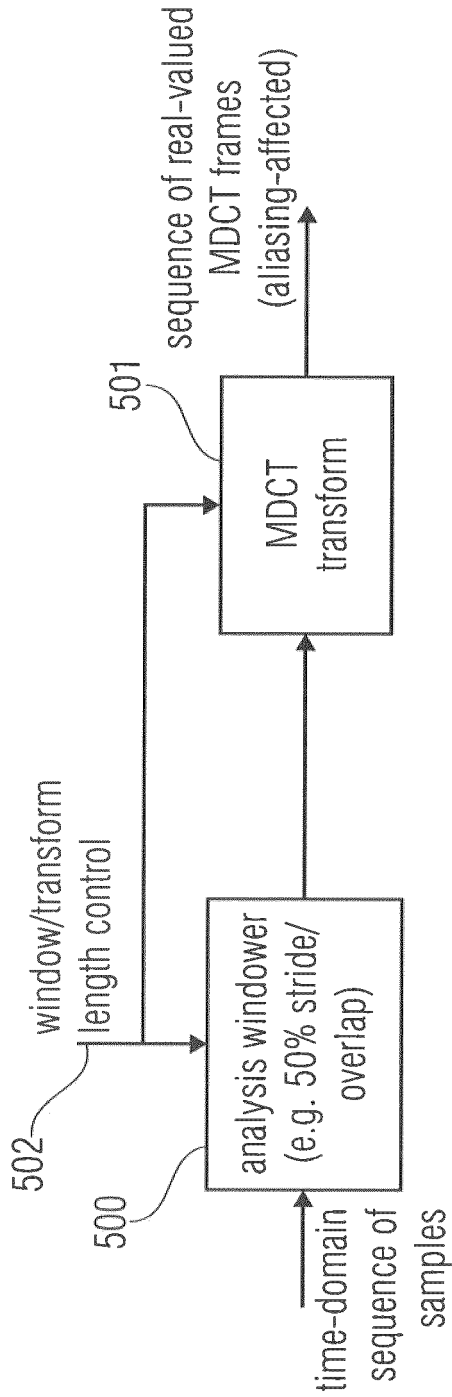 502
window/transform
length control
500
analysis windower
(e.g. 50% stride/
overlap)
time-domain
sequence of
samples
501
MDCT
transform
sequence of real-valued
MDCT frames
(aliasing-affected)